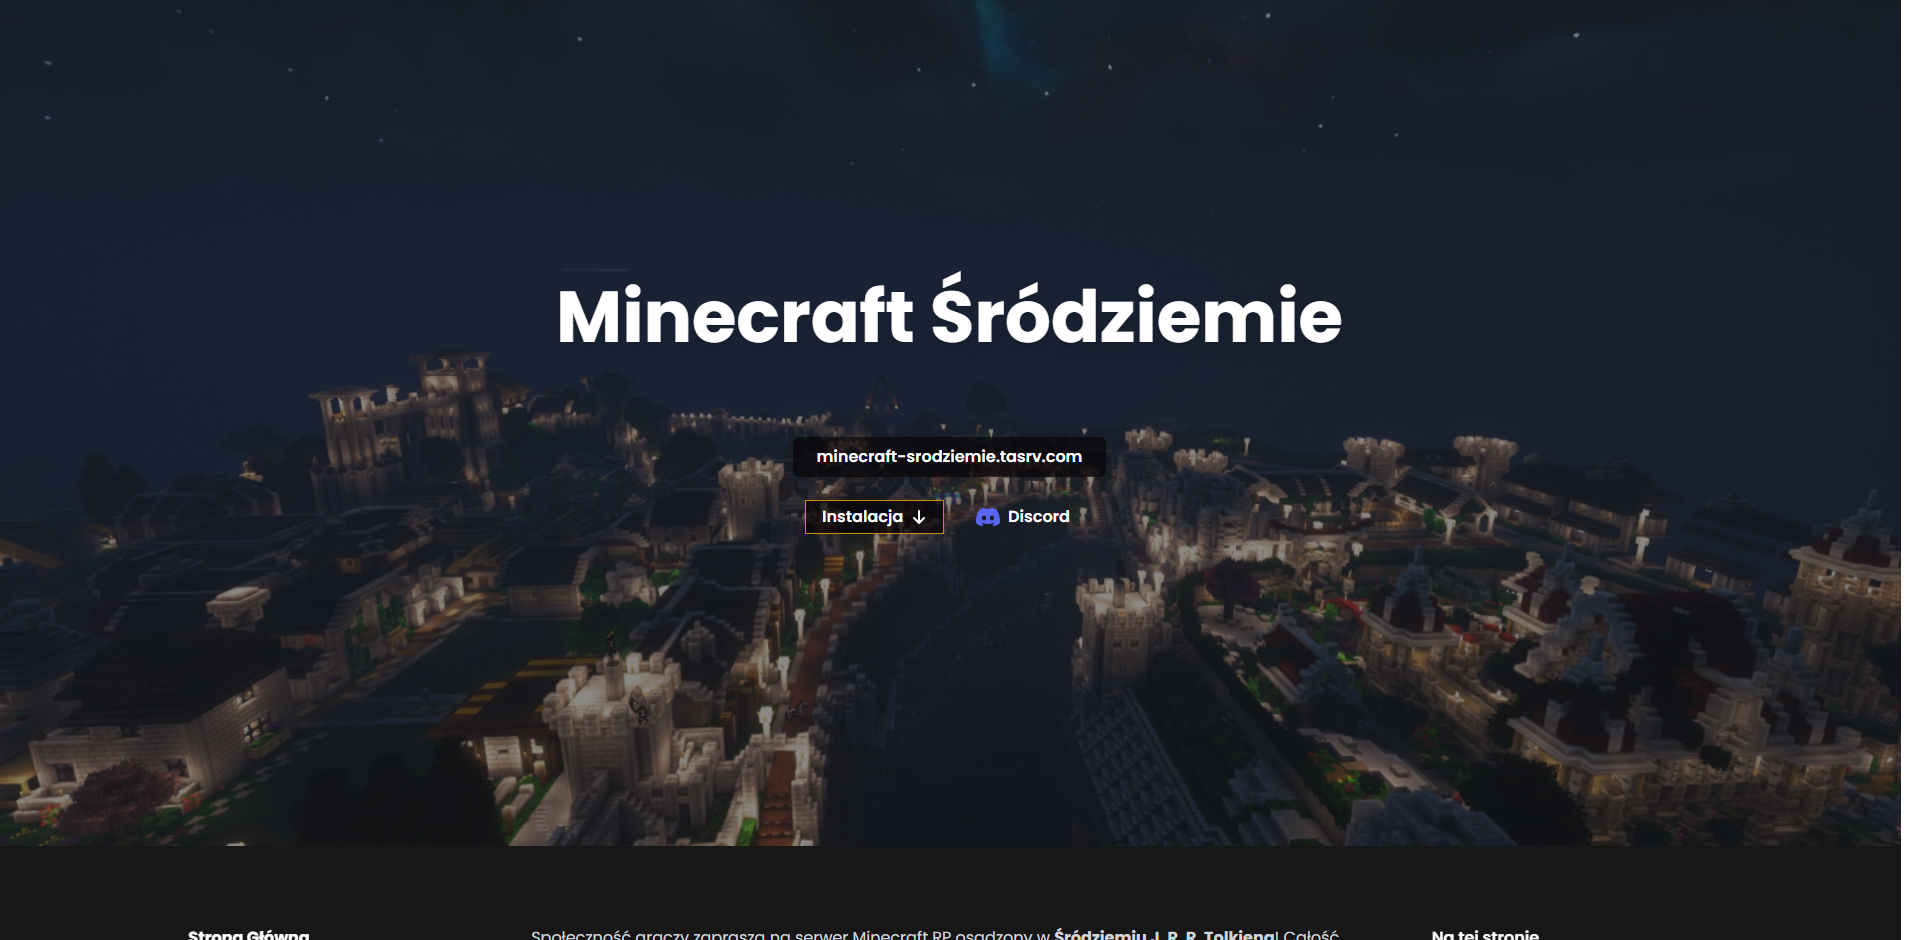 Minecraft Śródziemie
minecraft-srodziemie.tasrv.com
Instalacja
Discord
Strona Główna
Społeczność graczy zaprasza na serwer Minecraft RP osadzony w Śródziemiu J. R. R. Tolkiena! Całość
Na tej stronie